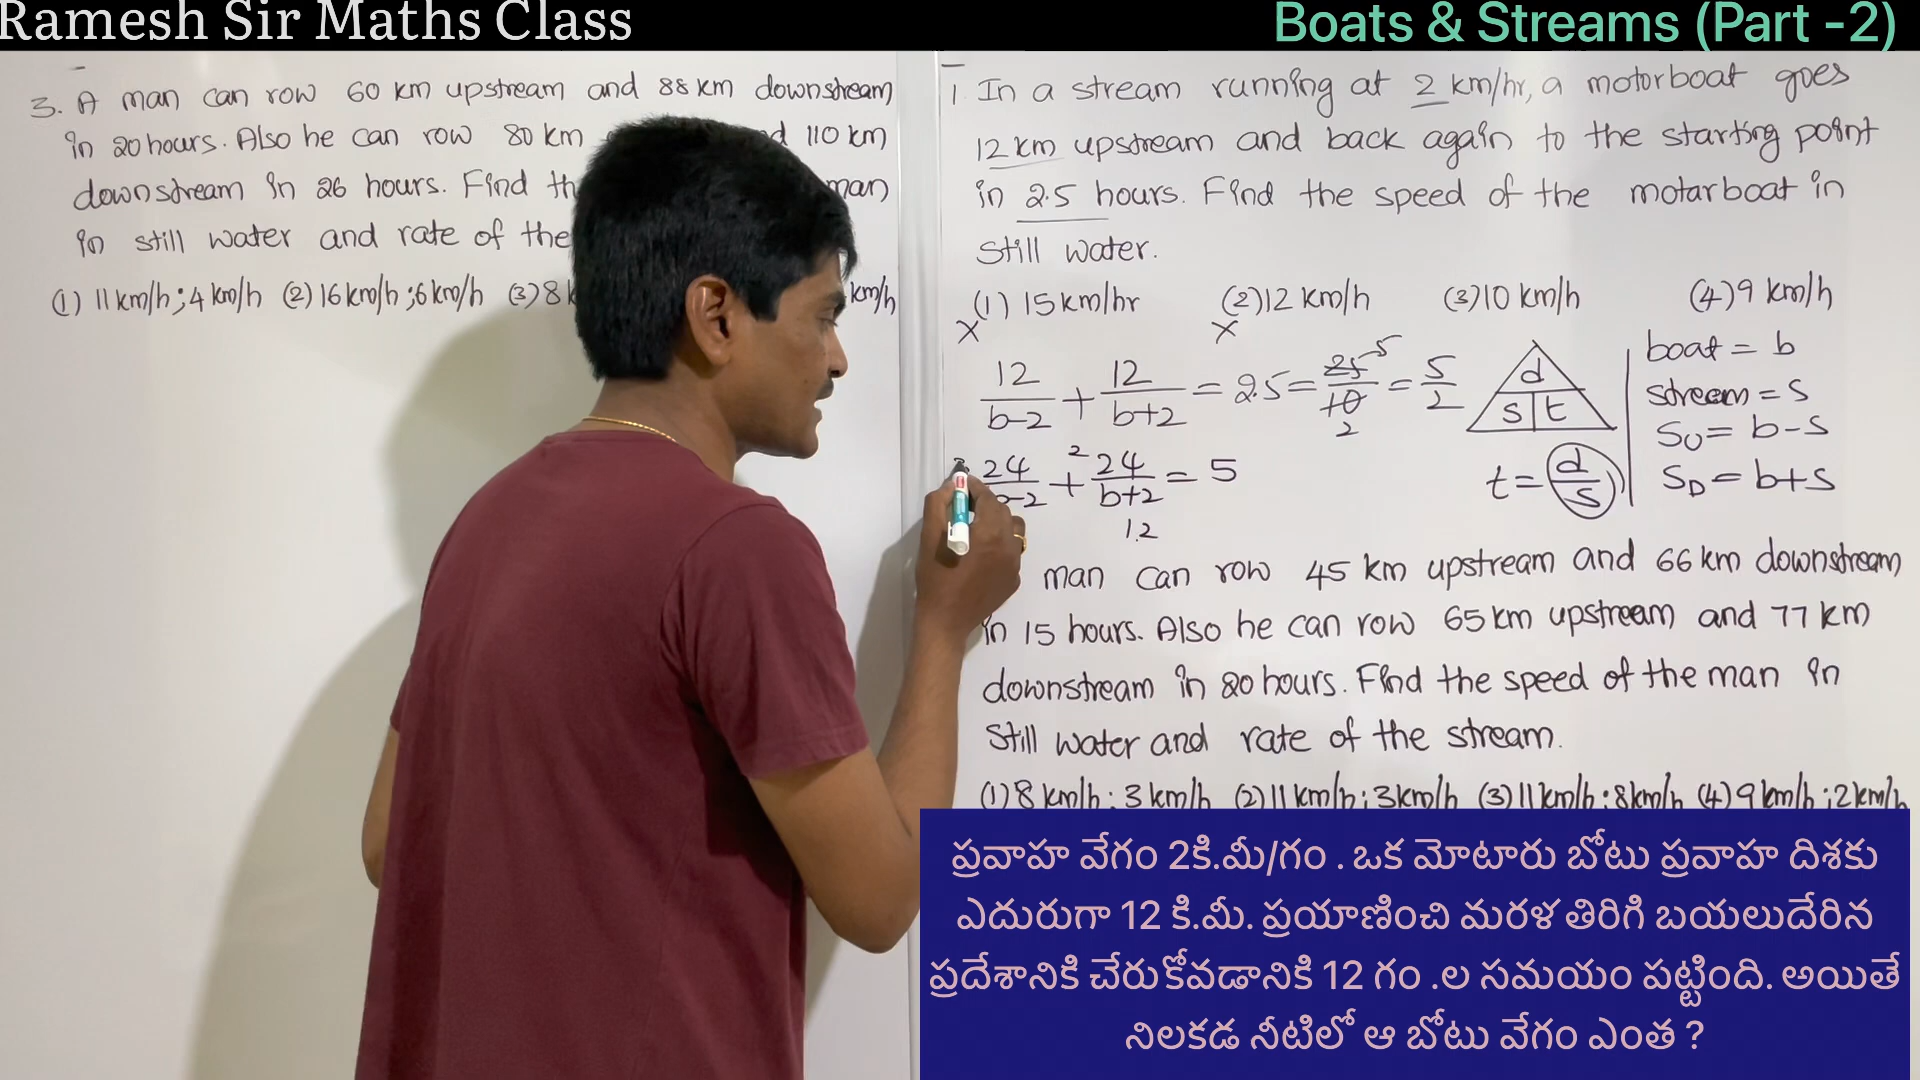 Ramesh Sir Maths Class
Boats & Streams (Part -2)
3. A man can row 60 km upstream and 88 km downstream
in 20 hours. Also he can row 80 km 110 km
downstream in 26 hours. Find man
in still water and rate of the
(1) 11 km/h ; 4 km/h (2) 16 km/h ; 6 km/h (3) 8 km/h
1. In a stream running at 2 km/hr, a motorboat goes
12 km upstream and back again to the starting point
in 2.5 hours. Find the speed of the motarboat in
still water.
(1) 15 km/hr (2) 12 km/h (3) 10 km/h (4) 9 km/h
X X
12/b-2 + 12/b+2 = 2.5 = 25/10 = 5/2
5
2
24/b-2 + 24/b+2 = 5
2
12
d
s t
t = d/s
boat = b
streem = s
SU = b-s
SD = b+s
man can row 45 km upstream and 66 km downstream
in 15 hours. Also he can row 65 km upstream and 77 km
downstream in 20 hours. Find the speed of the man in
still water and rate of the stream.
(1) 8 km/h ; 3 km/h (2) 11 km/h ; 3 km/h (3) 11 km/h ; 8 km/h (4) 9 km/h ; 2 km/h
ప్రవాహ వేగం 2కి.మీ/గం . ఒక మోటారు బోటు ప్రవాహ దిశకు
ఎదురుగా 12 కి.మీ. ప్రయాణించి మరళ తిరిగి బయలుదేరిన
ప్రదేశానికి చేరుకోవడానికి 12 గం .ల సమయం పట్టింది. అయితే
నిలకడ నీటిలో ఆ బోటు వేగం ఎంత ?